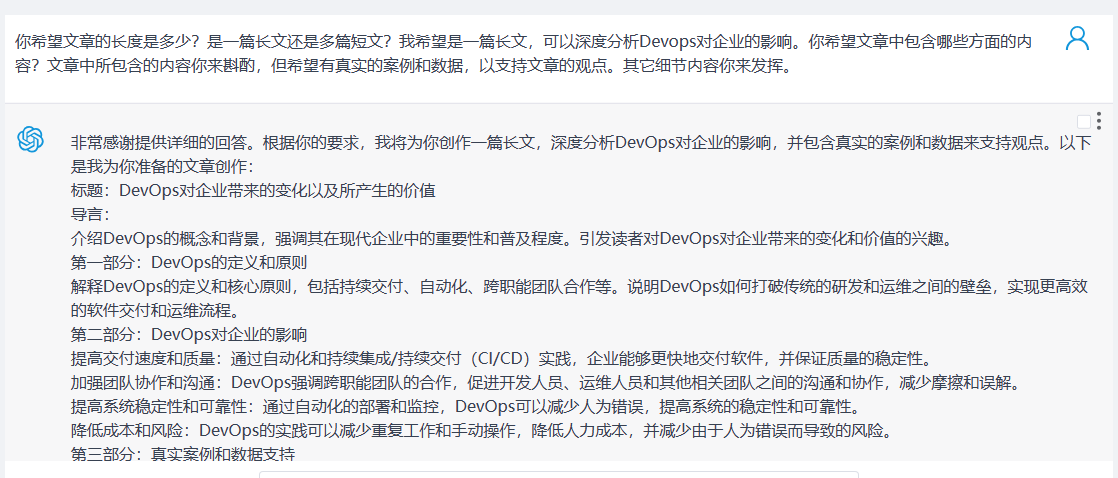 你希望文章的长度是多少？是一篇长文还是多篇短文？我希望是一篇长文，可以深度分析Devops对企业的影响。你希望文章中包含哪些方面的内
容？文章中所包含的内容你来斟酌，但希望有真实的案例和数据，以支持文章的观点。其它细节内容你来发挥。
非常感谢提供详细的回答。根据你的要求，我将为你创作一篇长文，深度分析DevOps对企业的影响，并包含真实的案例和数据来支持观点。以下
是我为你准备的文章创作：
标题：DevOps对企业带来的变化以及所产生的价值
导言：
介绍DevOps的概念和背景，强调其在现代企业中的重要性和普及程度。引发读者对DevOps对企业带来的变化和价值的兴趣。
第一部分：DevOps的定义和原则
解释DevOps的定义和核心原则，包括持续交付、自动化、跨职能团队合作等。说明DevOps如何打破传统的研发和运维之间的壁垒，实现更高效
的软件交付和运维流程。
第二部分：DevOps对企业的影响
提高交付速度和质量：通过自动化和持续集成/持续交付（CI/CD）实践，企业能够更快地交付软件，并保证质量的稳定性。
加强团队协作和沟通：DevOps强调跨职能团队的合作，促进开发人员、运维人员和其他相关团队之间的沟通和协作，减少摩擦和误解。
提高系统稳定性和可靠性：通过自动化的部署和监控，DevOps可以减少人为错误，提高系统的稳定性和可靠性。
降低成本和风险：DevOps的实践可以减少重复工作和手动操作，降低人力成本，并减少由于人为错误而导致的风险。
第三部分：真实案例和数据支持